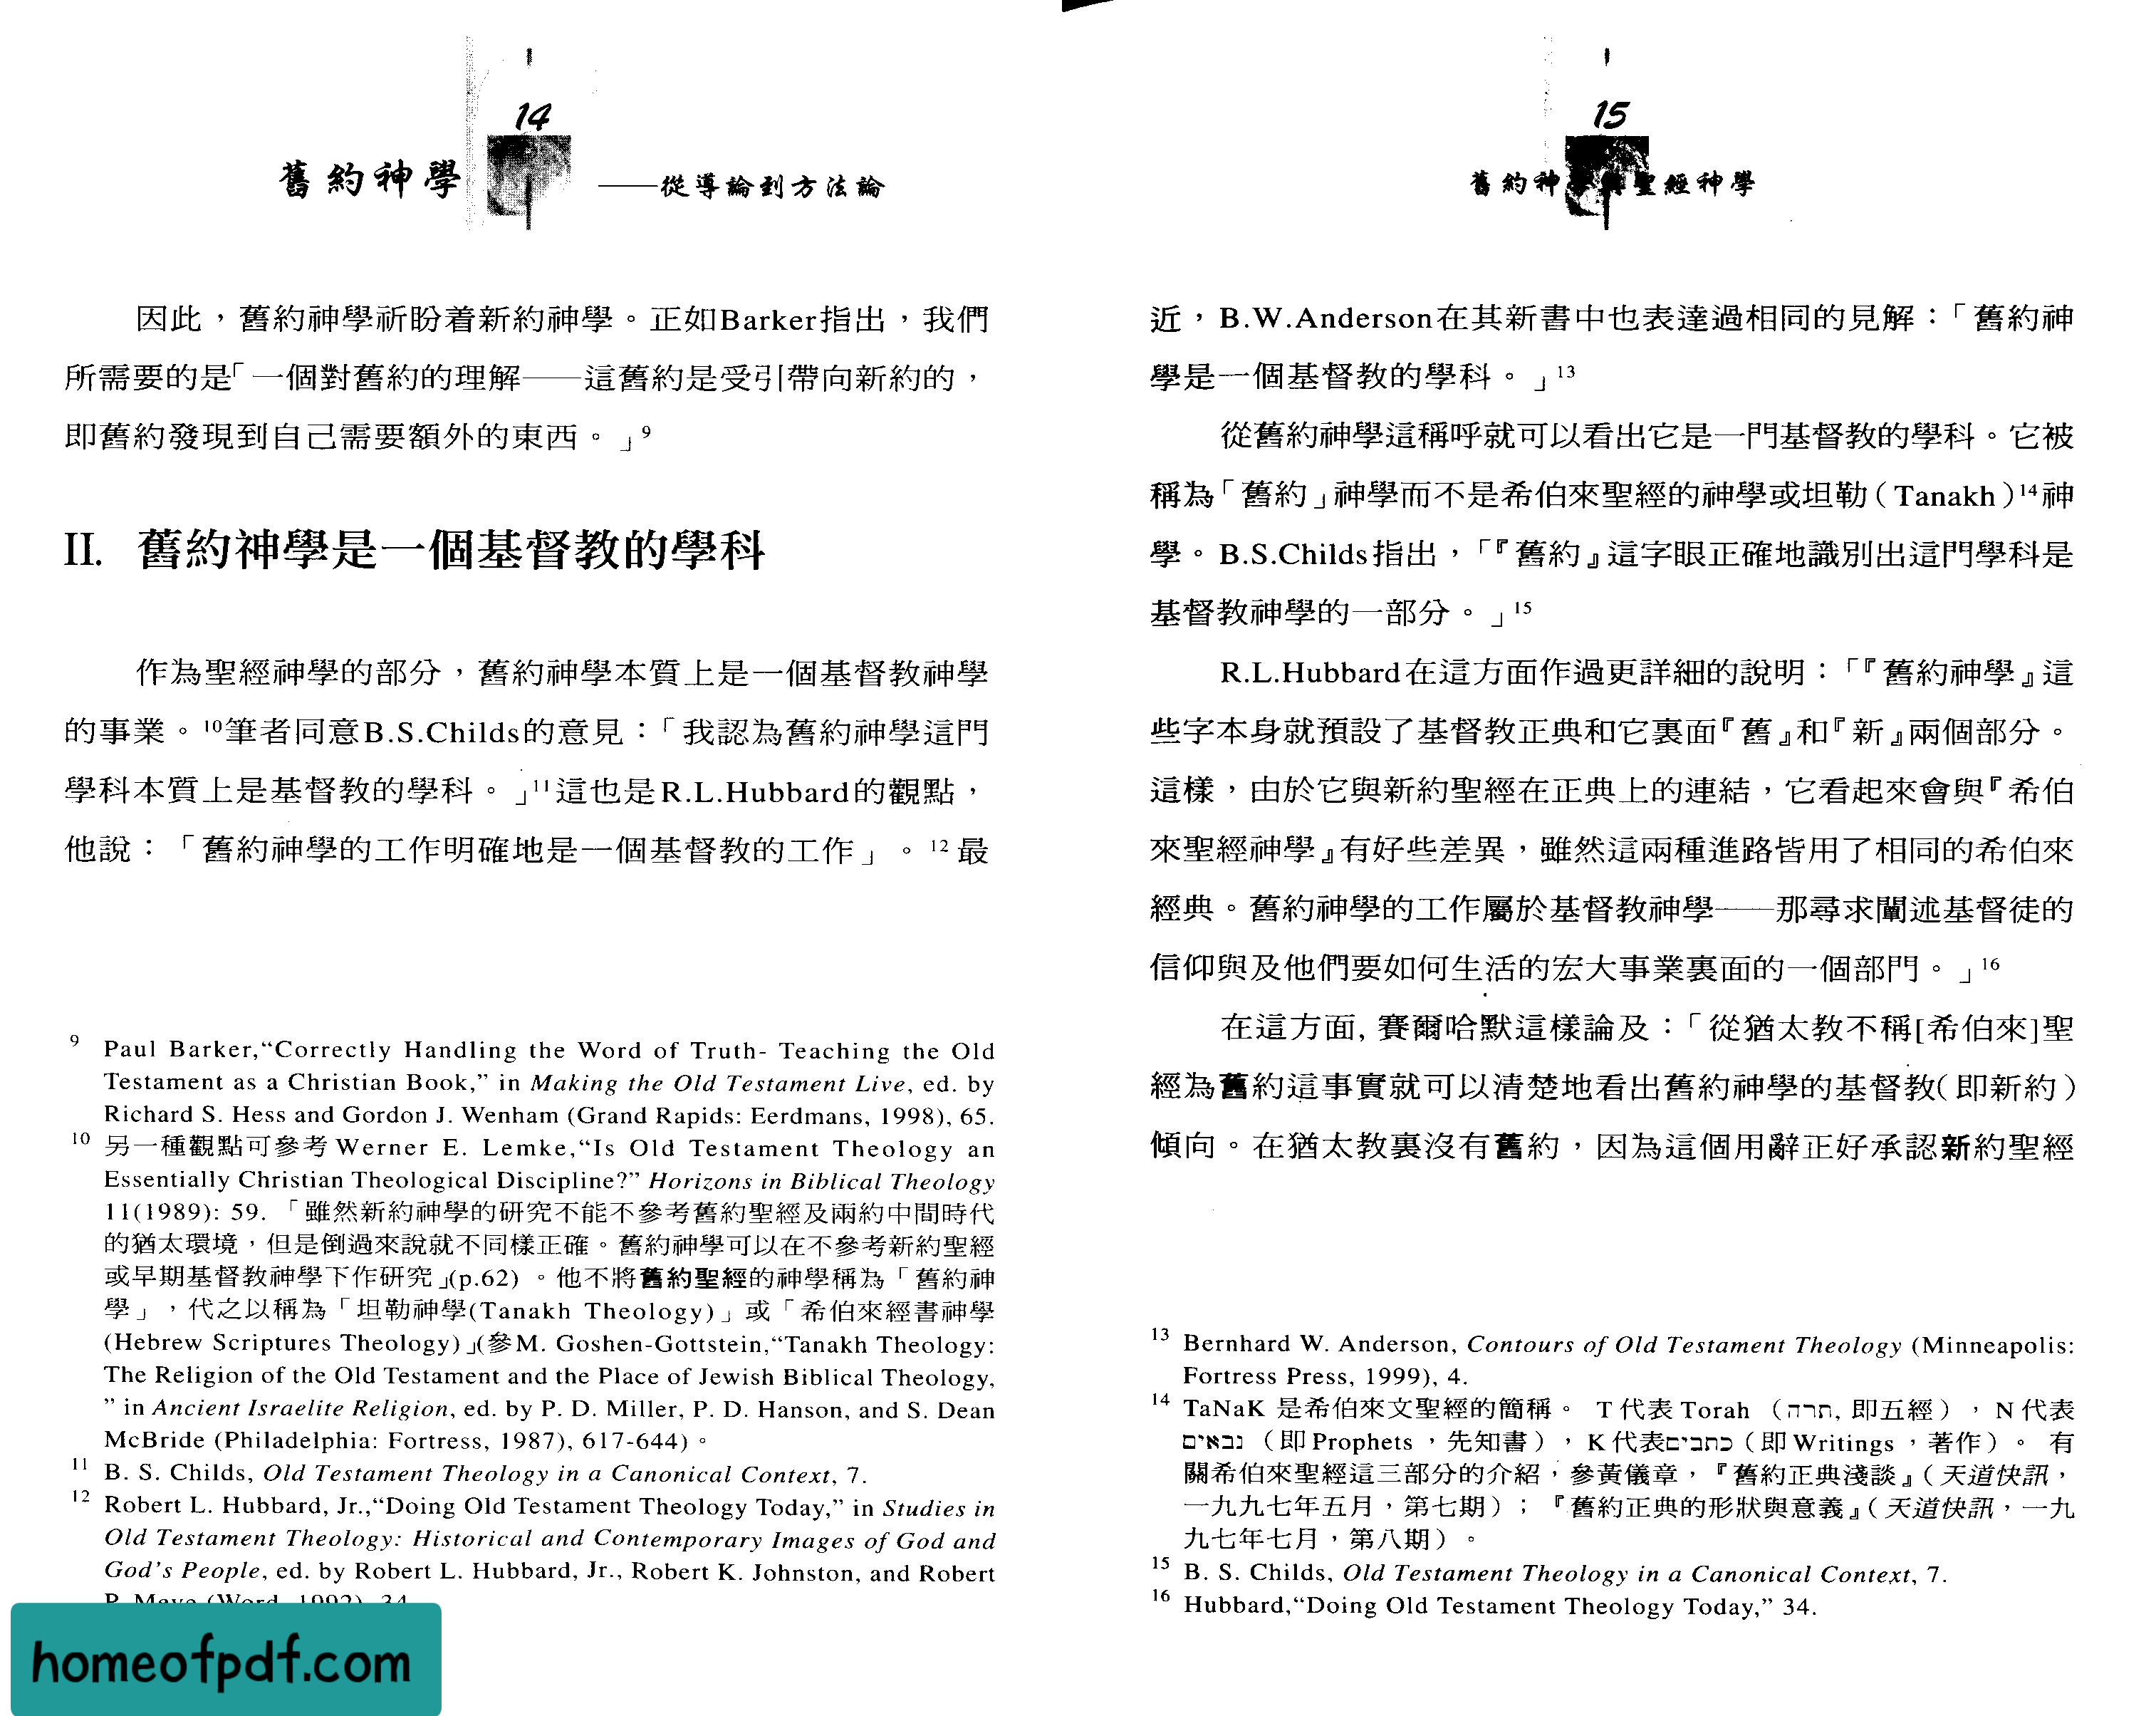 14
舊約神學
——從導論到方法論
因此，舊約神學祈盼着新約神學。正如Barker指出，我們
所需要的是「一個對舊約的理解——這舊約是受引帶向新約的，
即舊約發現到自己需要額外的東西。」9
II. 舊約神學是一個基督教的學科
作為聖經神學的部分，舊約神學本質上是一個基督教神學
的事業。10筆者同意B.S.Childs的意見：「我認為舊約神學這門
學科本質上是基督教的學科。」11這也是R.L.Hubbard的觀點，
他說：「舊約神學的工作明確地是一個基督教的工作」。12最
9 Paul Barker,“Correctly Handling the Word of Truth- Teaching the Old
Testament as a Christian Book,” in Making the Old Testament Live, ed. by
Richard S. Hess and Gordon J. Wenham (Grand Rapids: Eerdmans, 1998), 65.
10 另一種觀點可參考 Werner E. Lemke,“Is Old Testament Theology an
Essentially Christian Theological Discipline?” Horizons in Biblical Theology
11(1989): 59. 「雖然新約神學的研究不能不參考舊約聖經及兩約中間時代
的猶太環境，但是倒過來說就不同樣正確。舊約神學可以在不參考新約聖經
或早期基督教神學下作研究」(p.62) 。他不將舊約聖經的神學稱為「舊約神
學」，代之以稱為「坦勒神學(Tanakh Theology)」或「希伯來經書神學
(Hebrew Scriptures Theology)」(參M. Goshen-Gottstein,“Tanakh Theology:
The Religion of the Old Testament and the Place of Jewish Biblical Theology,
” in Ancient Israelite Religion, ed. by P. D. Miller, P. D. Hanson, and S. Dean
McBride (Philadelphia: Fortress, 1987), 617-644)。
11 B. S. Childs, Old Testament Theology in a Canonical Context, 7.
12 Robert L. Hubbard, Jr.,“Doing Old Testament Theology Today,” in Studies in
Old Testament Theology: Historical and Contemporary Images of God and
God's People, ed. by Robert L. Hubbard, Jr., Robert K. Johnston, and Robert
homeofpdf.com
15
舊約神學與聖經神學
近，B.W.Anderson在其新書中也表達過相同的見解：「舊約神
學是一個基督教的學科。」13
從舊約神學這稱呼就可以看出它是一門基督教的學科。它被
稱為「舊約」神學而不是希伯來聖經的神學或坦勒（Tanakh）14神
學。B.S.Childs指出，「『舊約』這字眼正確地識別出這門學科是
基督教神學的一部分。」15
R.L.Hubbard在這方面作過更詳細的說明：「『舊約神學』這
些字本身就預設了基督教正典和它裏面『舊』和『新』兩個部分。
這樣，由於它與新約聖經在正典上的連結，它看起來會與『希伯
來聖經神學』有好些差異，雖然這兩種進路皆用了相同的希伯來
經典。舊約神學的工作屬於基督教神學——那尋求闡述基督徒的
信仰與及他們要如何生活的宏大事業裏面的一個部門。」16
在這方面, 賽爾哈默這樣論及：「從猶太教不稱[希伯來]聖
經為舊約這事實就可以清楚地看出舊約神學的基督教（即新約）
傾向。在猶太教裏沒有舊約，因為這個用辭正好承認新約聖經
13 Bernhard W. Anderson, Contours of Old Testament Theology (Minneapolis:
Fortress Press, 1999), 4.
14 TaNaK 是希伯來文聖經的簡稱。 T代表Torah （תרה, 即五經），N代表
נבאים（即Prophets，先知書），K代表כתבים（即Writings，著作）。 有
關希伯來聖經這三部分的介紹，參黃儀章，『舊約正典淺談』（天道快訊，
一九九七年五月，第七期）；『舊約正典的形狀與意義』（天道快訊，一九
九七年七月，第八期）。
15 B. S. Childs, Old Testament Theology in a Canonical Context, 7.
16 Hubbard,“Doing Old Testament Theology Today,” 34.